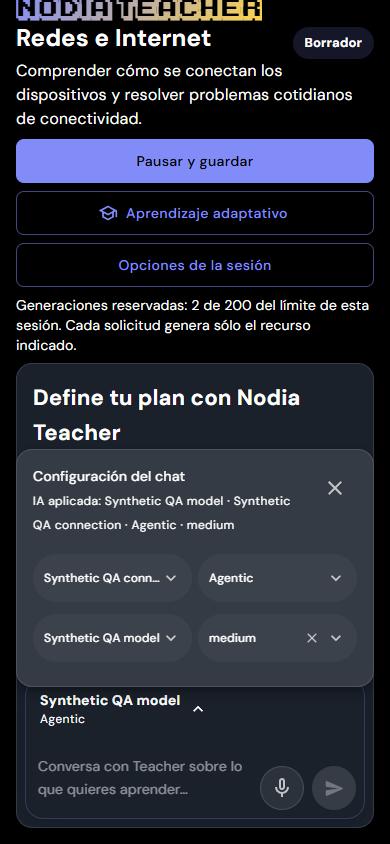 NODIA TEACHER
Redes e Internet
Borrador
Comprender cómo se conectan los
dispositivos y resolver problemas cotidianos
de conectividad.
Pausar y guardar
Aprendizaje adaptativo
Opciones de la sesión
Generaciones reservadas: 2 de 200 del límite de esta
sesión. Cada solicitud genera sólo el recurso
indicado.
Define tu plan con Nodia
Teacher
Configuración del chat
IA aplicada: Synthetic QA model · Synthetic
QA connection · Agentic · medium
Synthetic QA conn...
Agentic
Synthetic QA model
medium
Synthetic QA model
Agentic
Conversa con Teacher sobre lo
que quieres aprender...